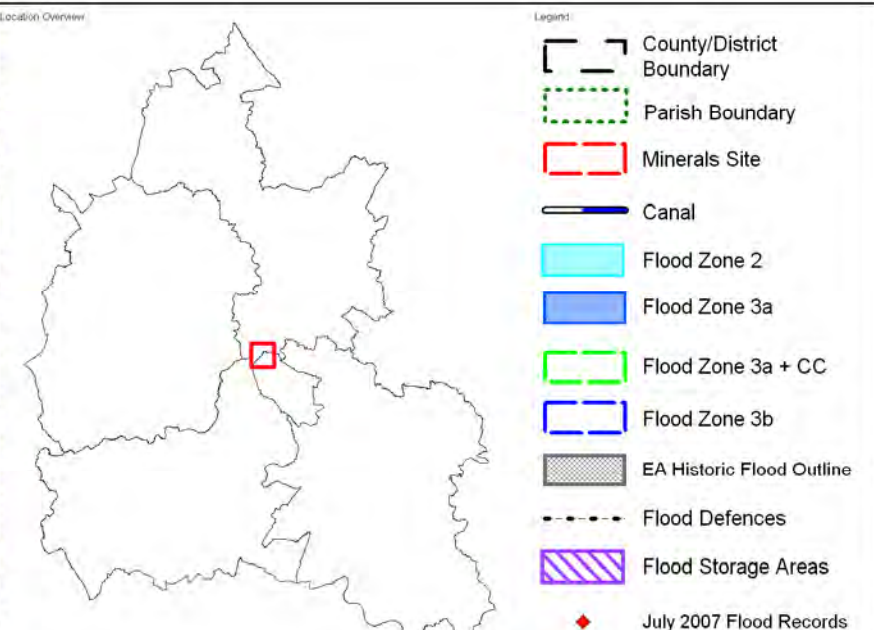 Location Overview
Legend
County/District
Boundary
Parish Boundary
Minerals Site
Canal
Flood Zone 2
Flood Zone 3a
Flood Zone 3a + CC
Flood Zone 3b
EA Historic Flood Outline
Flood Defences
Flood Storage Areas
July 2007 Flood Records